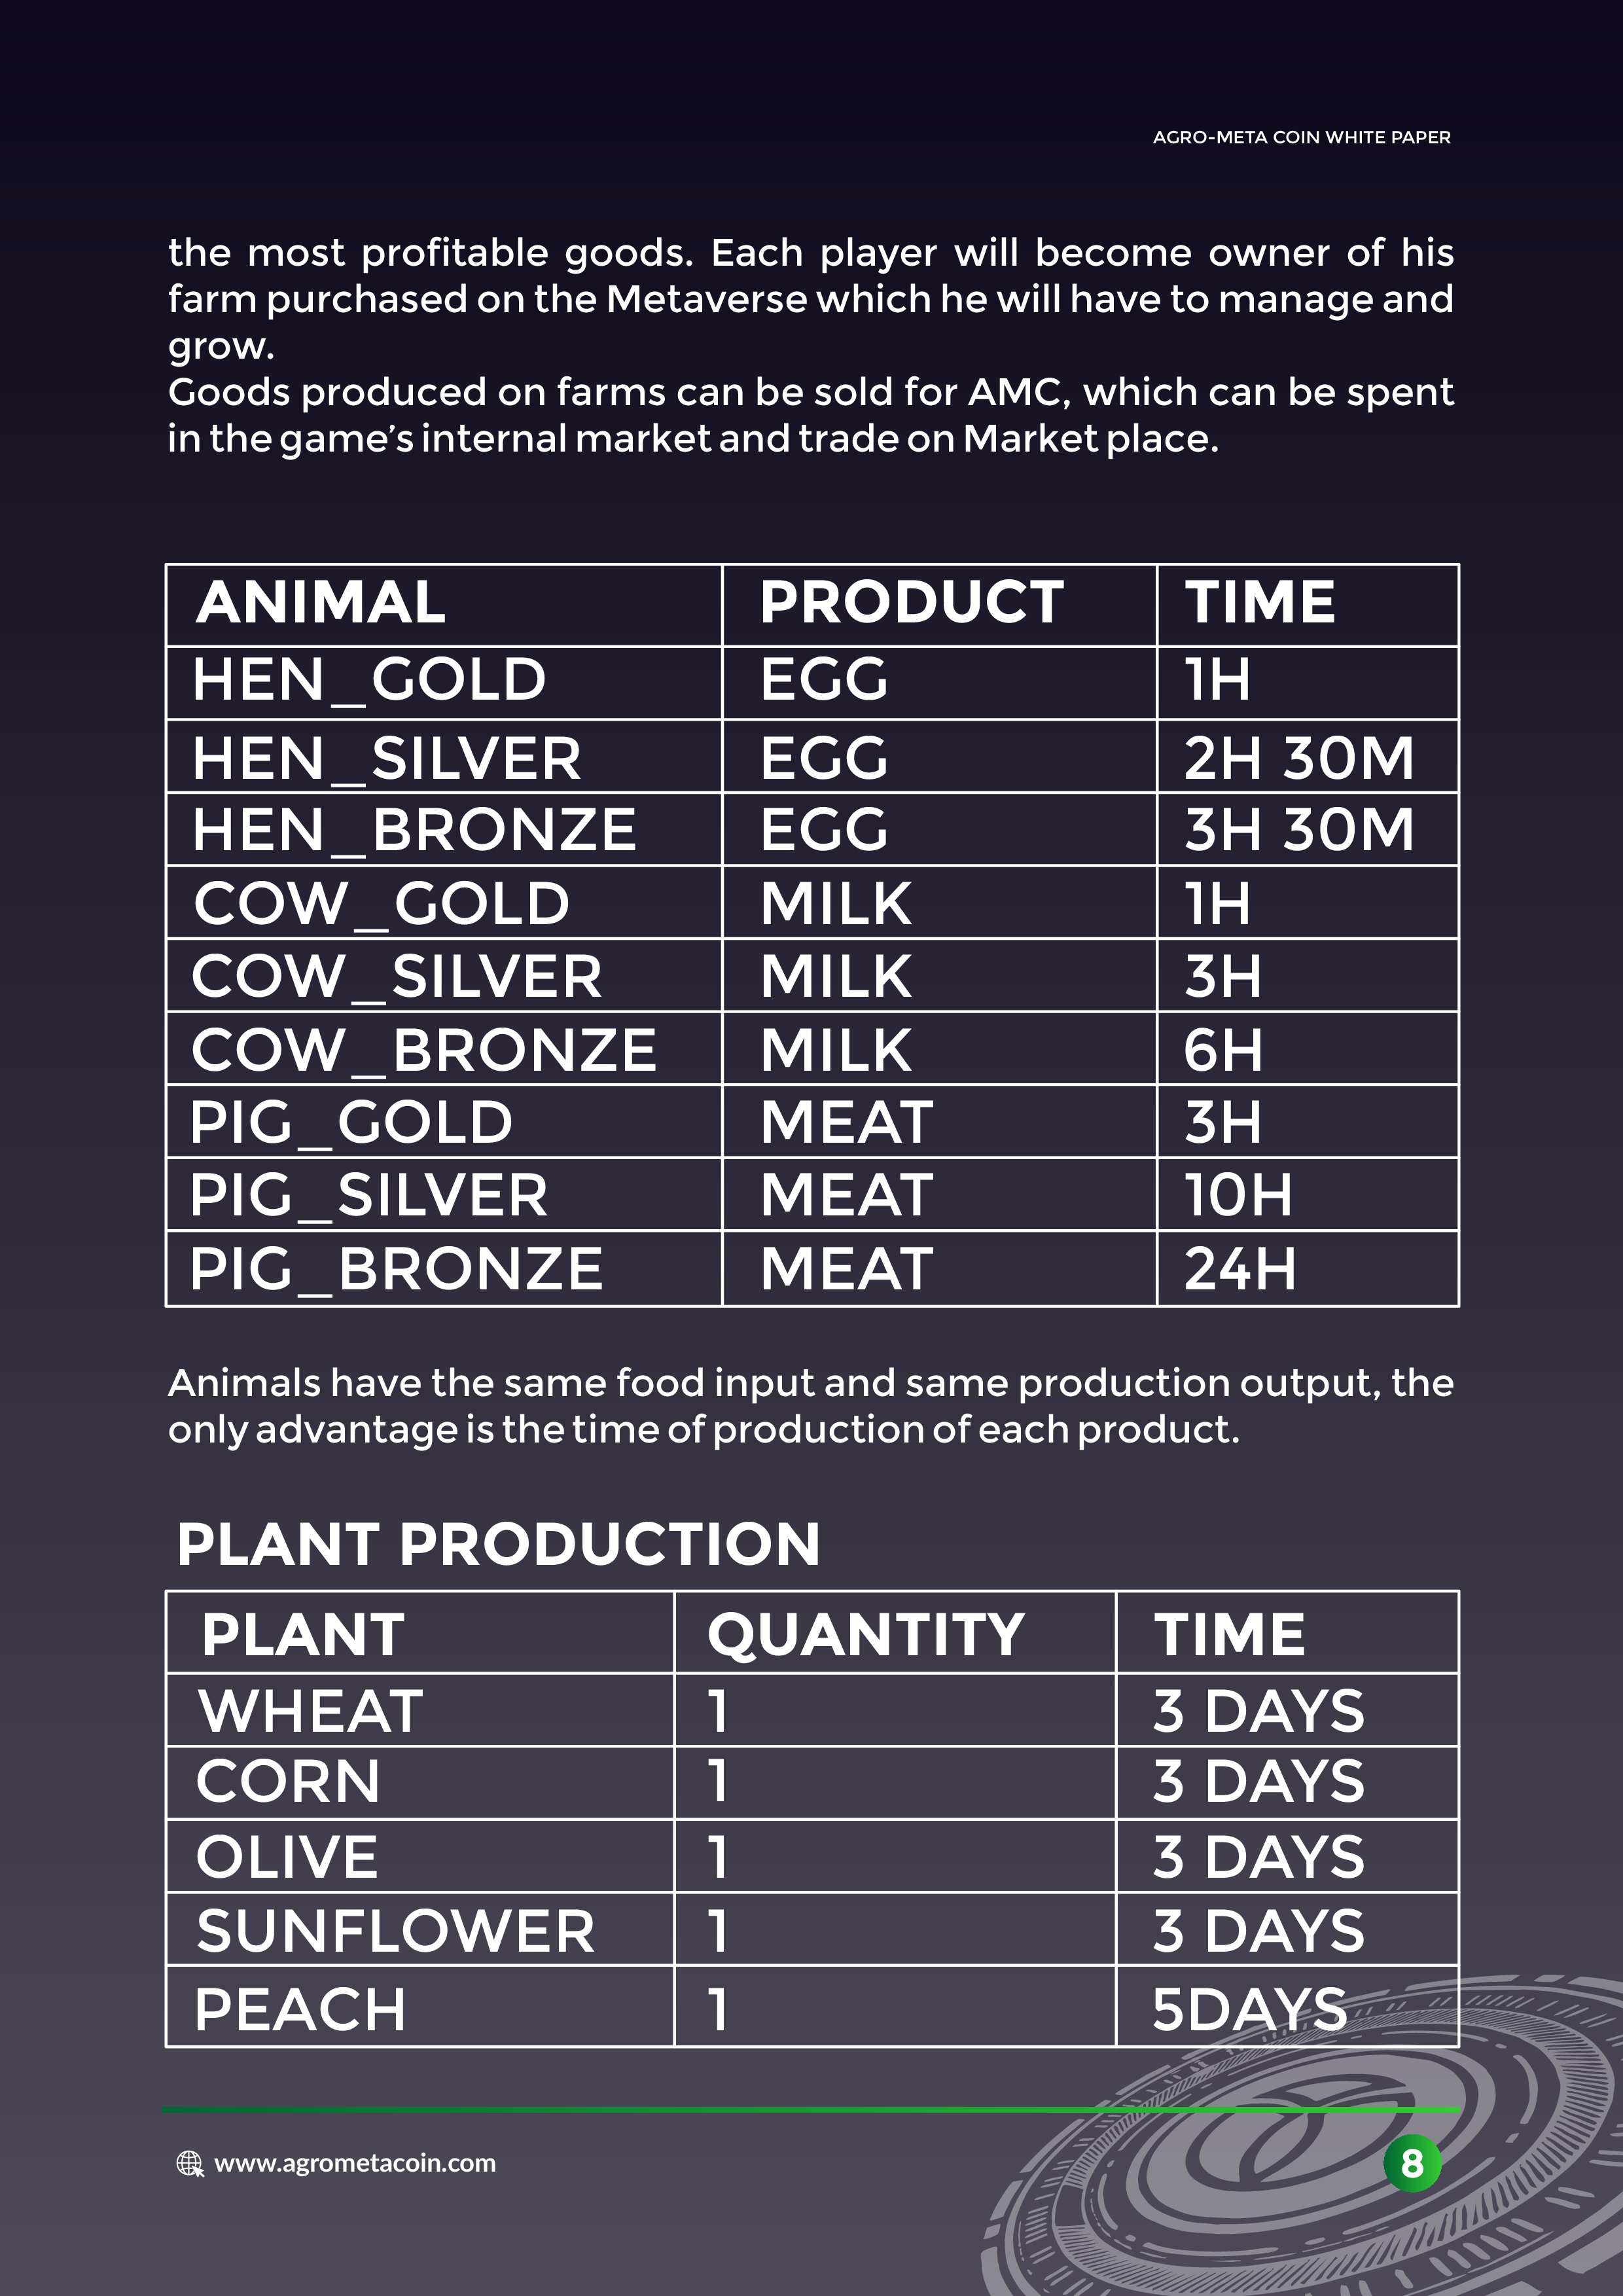 AGRO-META COIN WHITE PAPER
the most profitable goods. Each player will become owner of his
farm purchased on the Metaverse which he will have to manage and
grow.
Goods produced on farms can be sold for AMC, which can be spent
in the game's internal market and trade on Market place.
ANIMAL PRODUCT TIME
HEN_GOLD EGG 1H
HEN_SILVER EGG 2H 30M
HEN_BRONZE EGG 3H 30M
COW_GOLD MILK 1H
COW_SILVER MILK 3H
COW_BRONZE MILK 6H
PIG_GOLD MEAT 3H
PIG_SILVER MEAT 10H
PIG_BRONZE MEAT 24H
Animals have the same food input and same production output, the
only advantage is the time of production of each product.
PLANT PRODUCTION
PLANT QUANTITY TIME
WHEAT 1 3 DAYS
CORN 1 3 DAYS
OLIVE 1 3 DAYS
SUNFLOWER 1 3 DAYS
PEACH 1 5DAYS
www.agrometacoin.com 8